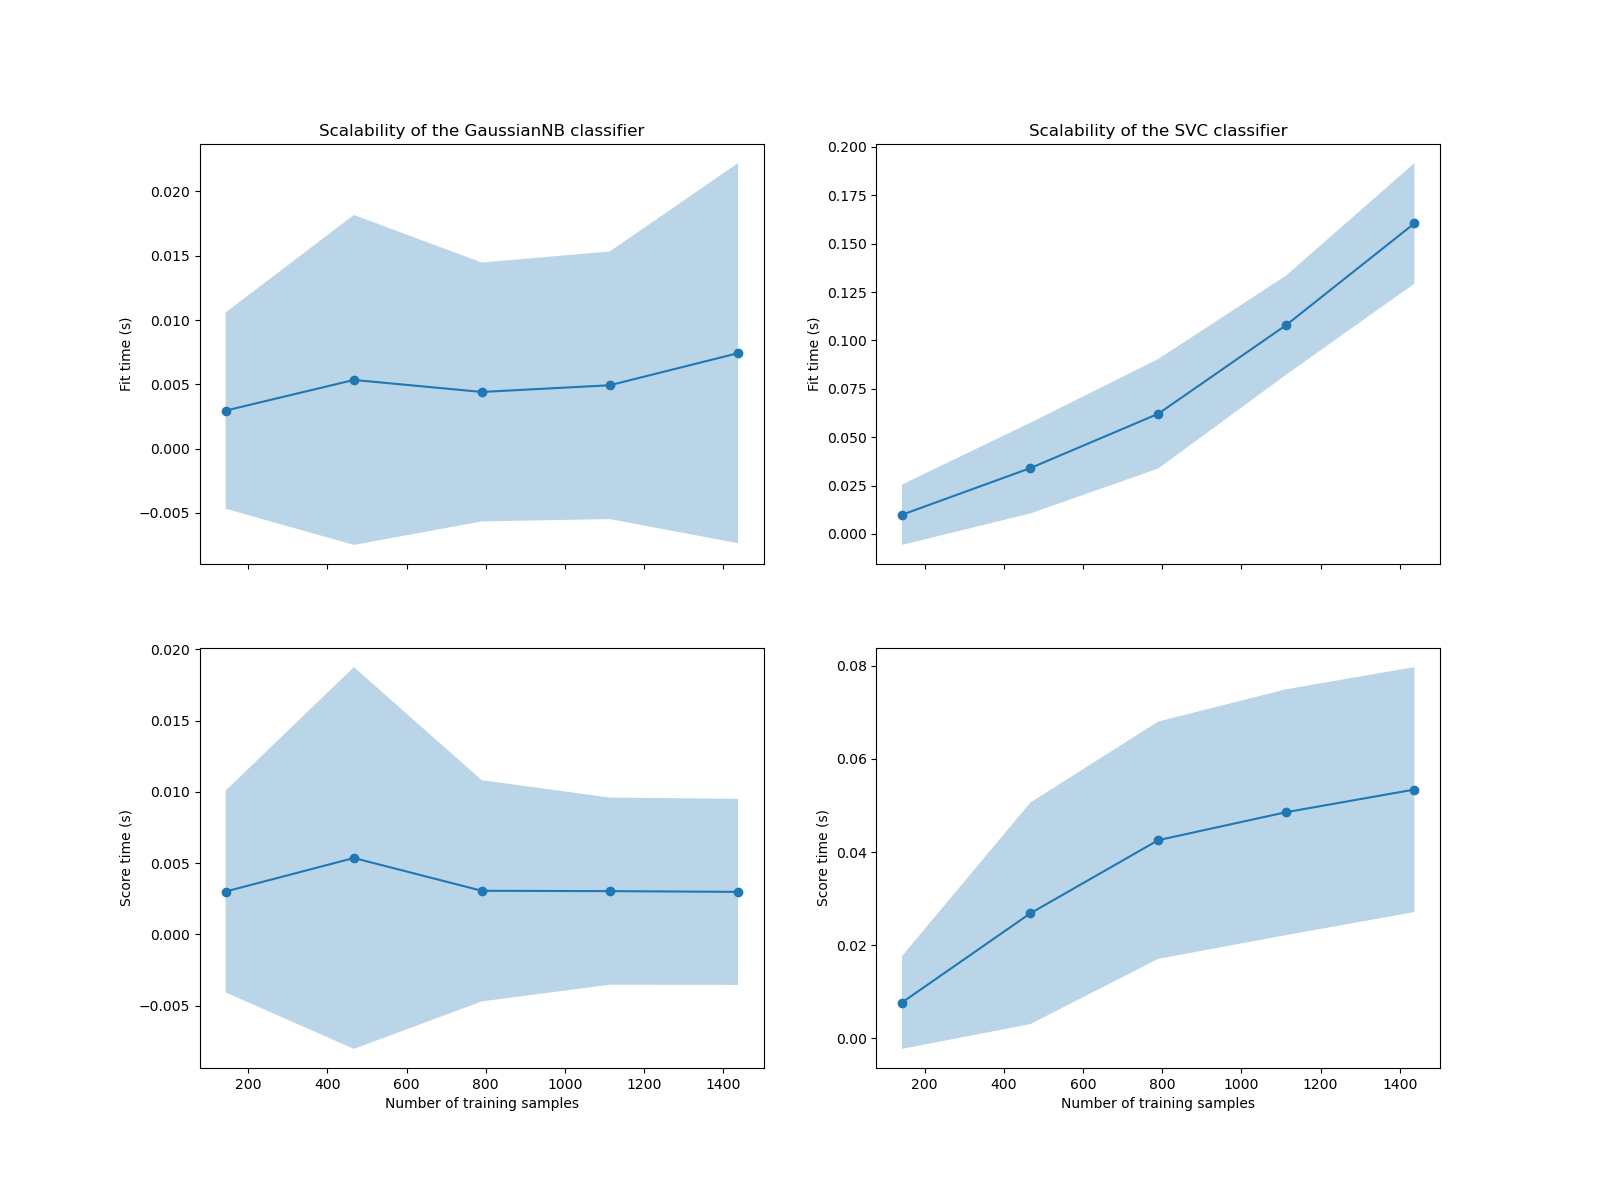 Scalability of the GaussianNB classifier
0.020
0.015
0.010
0.005
0.000
−0.005
Fit time (s)
Scalability of the SVC classifier
0.200
0.175
0.150
0.125
0.100
0.075
0.050
0.025
0.000
Fit time (s)
0.020
0.015
0.010
0.005
0.000
−0.005
Score time (s)
200 400 600 800 1000 1200 1400
Number of training samples
0.08
0.06
0.04
0.02
0.00
Score time (s)
200 400 600 800 1000 1200 1400
Number of training samples